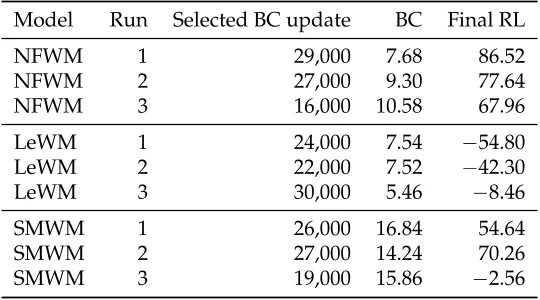 Model Run Selected BC update BC Final RL
NFWM 1 29,000 7.68 86.52
NFWM 2 27,000 9.30 77.64
NFWM 3 16,000 10.58 67.96
LeWM 1 24,000 7.54 −54.80
LeWM 2 22,000 7.52 −42.30
LeWM 3 30,000 5.46 −8.46
SMWM 1 26,000 16.84 54.64
SMWM 2 27,000 14.24 70.26
SMWM 3 19,000 15.86 −2.56